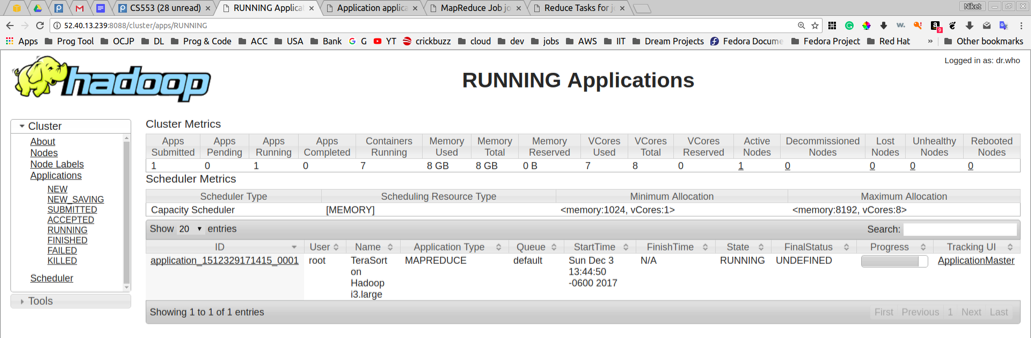 CS553 (28 unread)
RUNNING Applicat
Application applicat
MapReduce Job jo
Reduce Tasks for jo
Niket
52.40.13.239:8088/cluster/apps/RUNNING
Apps Prog Tool OCJP DL Prog & Code ACC USA Bank G YT crickbuzz cloud dev jobs AWS IIT Dream Projects Fedora Docume Fedora Project Red Hat » Other bookmarks
hadoop
RUNNING Applications
Logged in as: dr.who
Cluster
About
Nodes
Node Labels
Applications
NEW
NEW_SAVING
SUBMITTED
ACCEPTED
RUNNING
FINISHED
FAILED
KILLED
Scheduler
Tools
Cluster Metrics
Apps Submitted Apps Pending Apps Running Apps Completed Containers Running Memory Used Memory Total Memory Reserved VCores Used VCores Total VCores Reserved Active Nodes Decommissioned Nodes Lost Nodes Unhealthy Nodes Rebooted Nodes
1 0 1 0 7 8 GB 8 GB 0 B 7 8 0 1 0 0 0 0
Scheduler Metrics
Scheduler Type Scheduling Resource Type Minimum Allocation Maximum Allocation
Capacity Scheduler [MEMORY] <memory:1024, vCores:1> <memory:8192, vCores:8>
Show 20 entries Search:
ID User Name Application Type Queue StartTime FinishTime State FinalStatus Progress Tracking UI
application_1512329171415_0001 root TeraSort MAPREDUCE default Sun Dec 3 N/A RUNNING UNDEFINED ApplicationMaster
on 13:44:50
Hadoop -0600 2017
i3.large
Showing 1 to 1 of 1 entries First Previous 1 Next Last